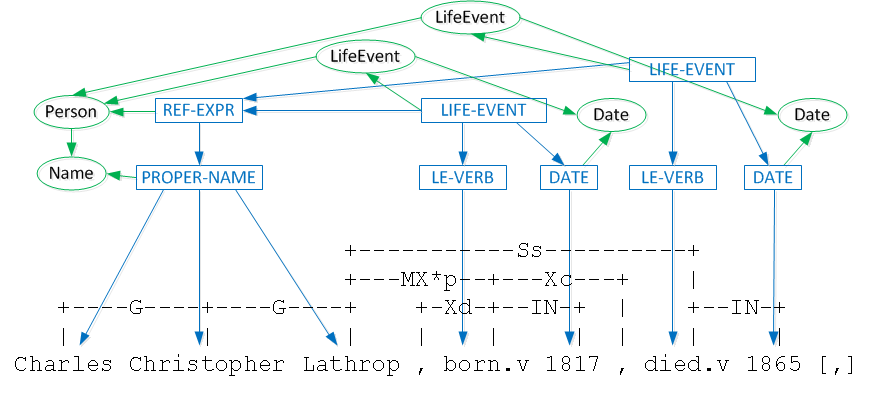 LifeEvent
LifeEvent
LIFE-EVENT
Person REF-EXPR LIFE-EVENT Date Date
Name PROPER-NAME LE-VERB DATE LE-VERB DATE
+-----------Ss----------+
+---MX*p--+---Xc---+ |
+----G----+----G----+ +-Xd-+--IN-+ | +--IN-+
| | | | | | | | |
Charles Christopher Lathrop , born.v 1817 , died.v 1865 [,]